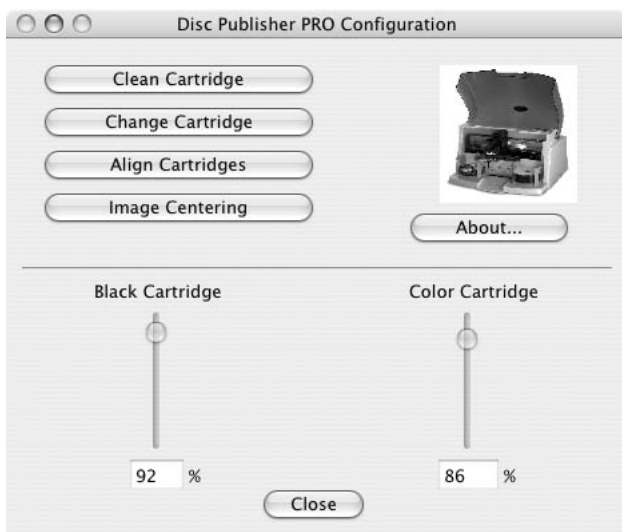 Disc Publisher PRO Configuration
Clean Cartridge
Change Cartridge
Align Cartridges
Image Centering
About...
Black Cartridge
Color Cartridge
92 %
86 %
Close